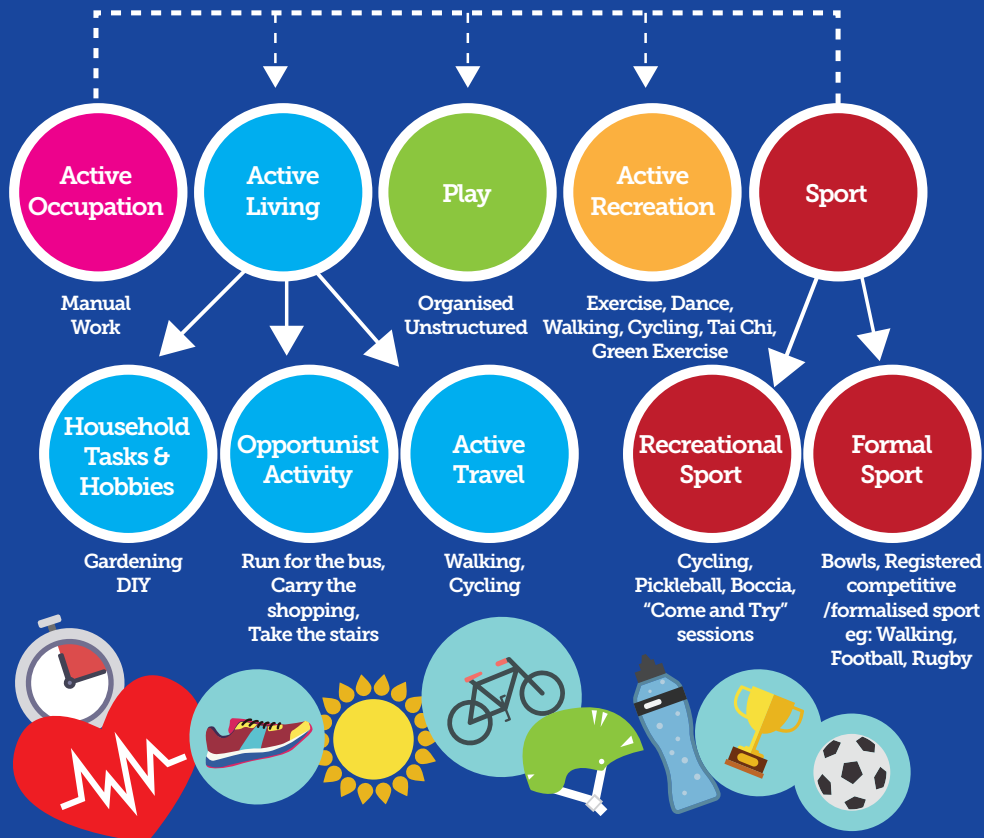 Active
Occupation
Active
Living
Play
Active
Recreation
Sport
Manual
Work
Organised
Unstructured
Exercise, Dance,
Walking, Cycling, Tai Chi,
Green Exercise
Household
Tasks &
Hobbies
Opportunist
Activity
Active
Travel
Recreational
Sport
Formal
Sport
Gardening
DIY
Run for the bus,
Carry the
shopping,
Take the stairs
Walking,
Cycling
Cycling,
Pickleball, Boccia,
“Come and Try”
sessions
Bowls, Registered
competitive
/formalised sport
eg: Walking,
Football, Rugby